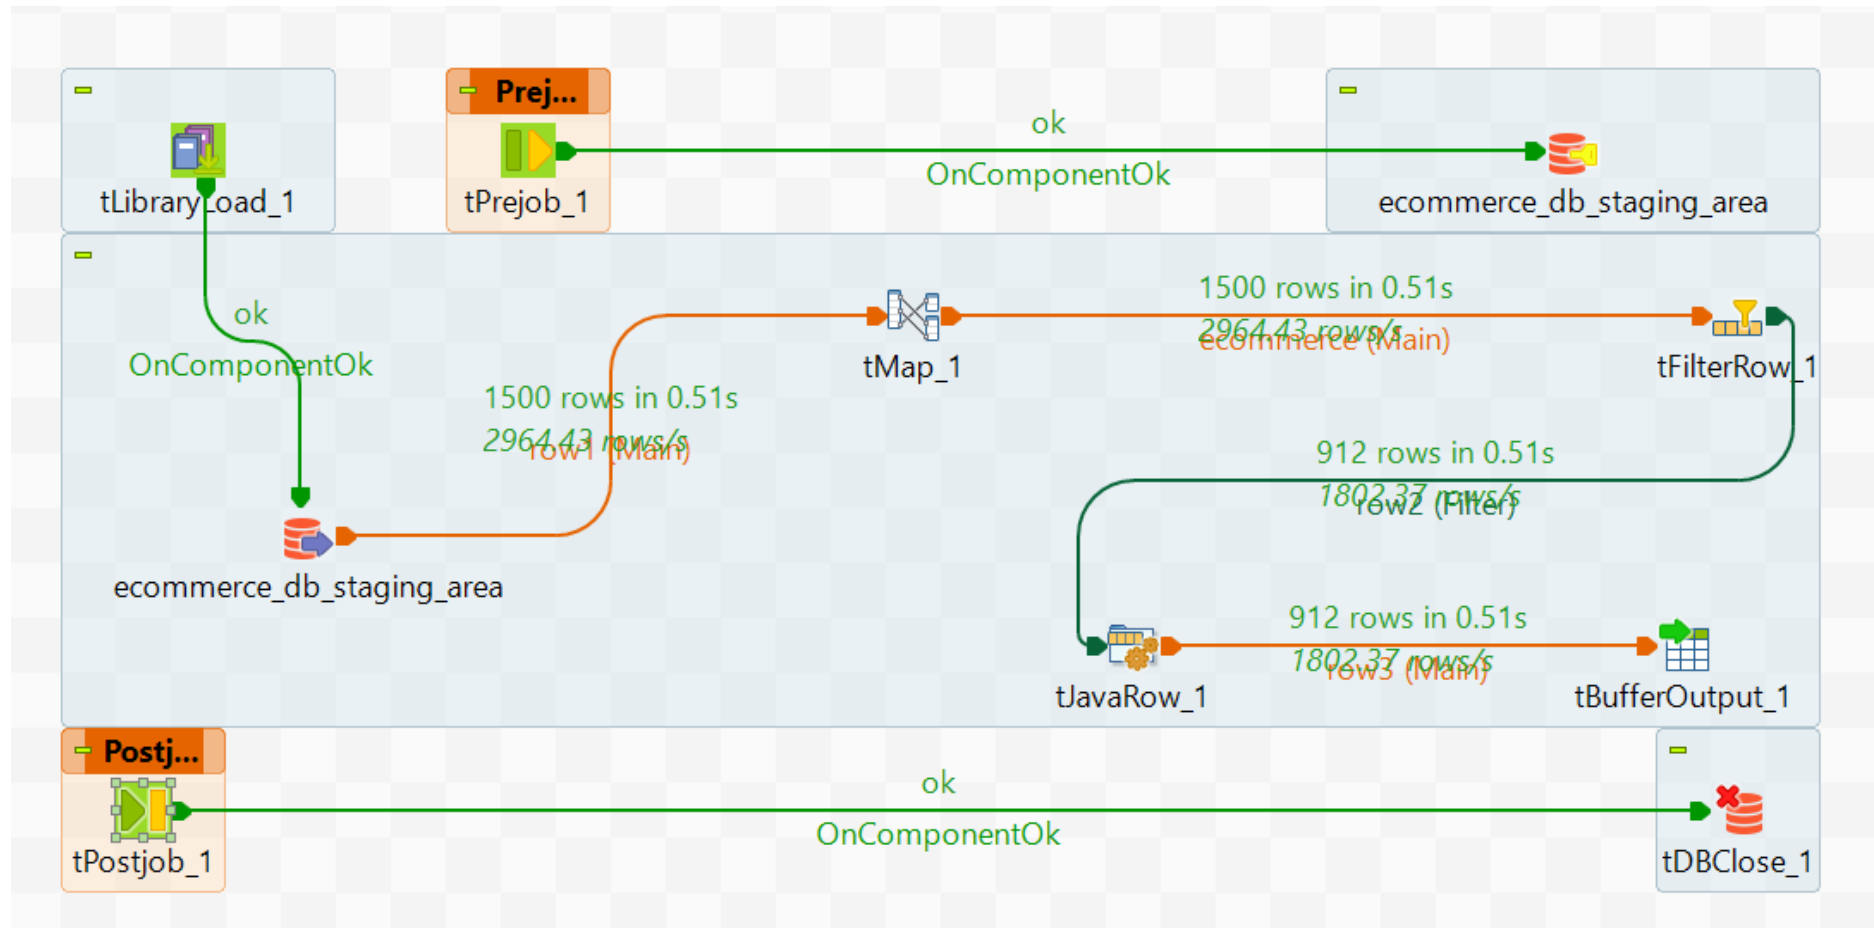 Prej...
ok
OnComponentOk
tLibraryLoad_1
tPrejob_1
ecommerce_db_staging_area
ok
OnComponentOk
1500 rows in 0.51s
2964.43 rows/s
row1 (Main)
tMap_1
1500 rows in 0.51s
2964.43 rows/s
ecommerce (Main)
tFilterRow_1
912 rows in 0.51s
1802.37 rows/s
row2 (Filter)
ecommerce_db_staging_area
912 rows in 0.51s
1802.37 rows/s
row3 (Main)
tJavaRow_1
tBufferOutput_1
Postj...
ok
OnComponentOk
tPostjob_1
tDBClose_1